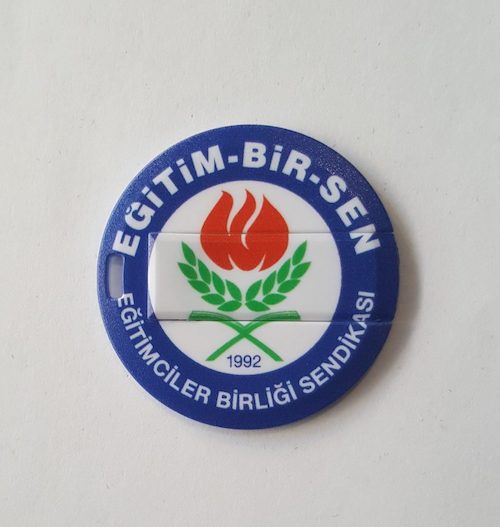 EĞİTİM-BİR-SEN
1992
EĞİTİMCİLER BİRLİĞİ SENDİKASI